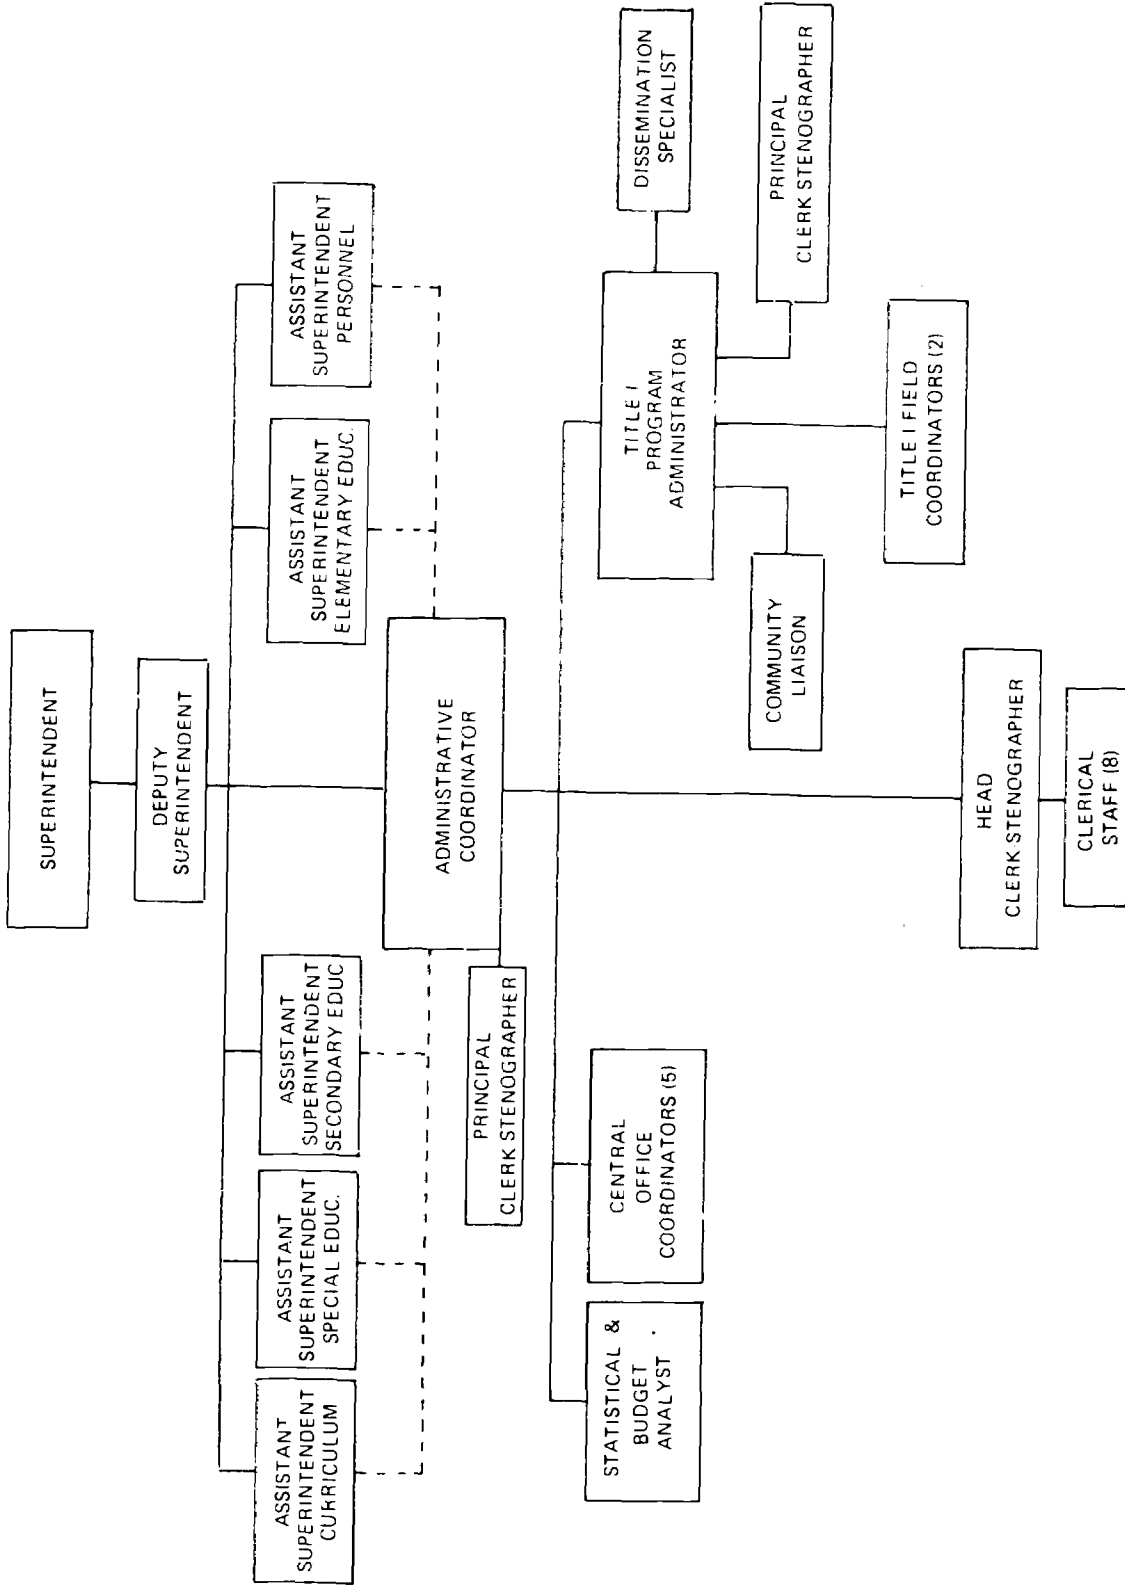 SUPERINTENDENT
DEPUTY
SUPERINTENDENT
ASSISTANT
SUPERINTENDENT
CURRICULUM
ASSISTANT
SUPERINTENDENT
SPECIAL EDUC.
ASSISTANT
SUPERINTENDENT
SECONDARY EDUC
ASSISTANT
SUPERINTENDENT
ELEMENTARY EDUC.
ASSISTANT
SUPERINTENDENT
PERSONNEL
ADMINISTRATIVE
COORDINATOR
PRINCIPAL
CLERK STENOGRAPHER
STATISTICAL &
BUDGET
ANALYST
CENTRAL
OFFICE
COORDINATORS (5)
TITLE I
PROGRAM
ADMINISTRATOR
DISSEMINATION
SPECIALIST
COMMUNITY
LIAISON
PRINCIPAL
CLERK STENOGRAPHER
TITLE I FIELD
COORDINATORS (2)
HEAD
CLERK-STENOGRAPHER
CLERICAL
STAFF (8)